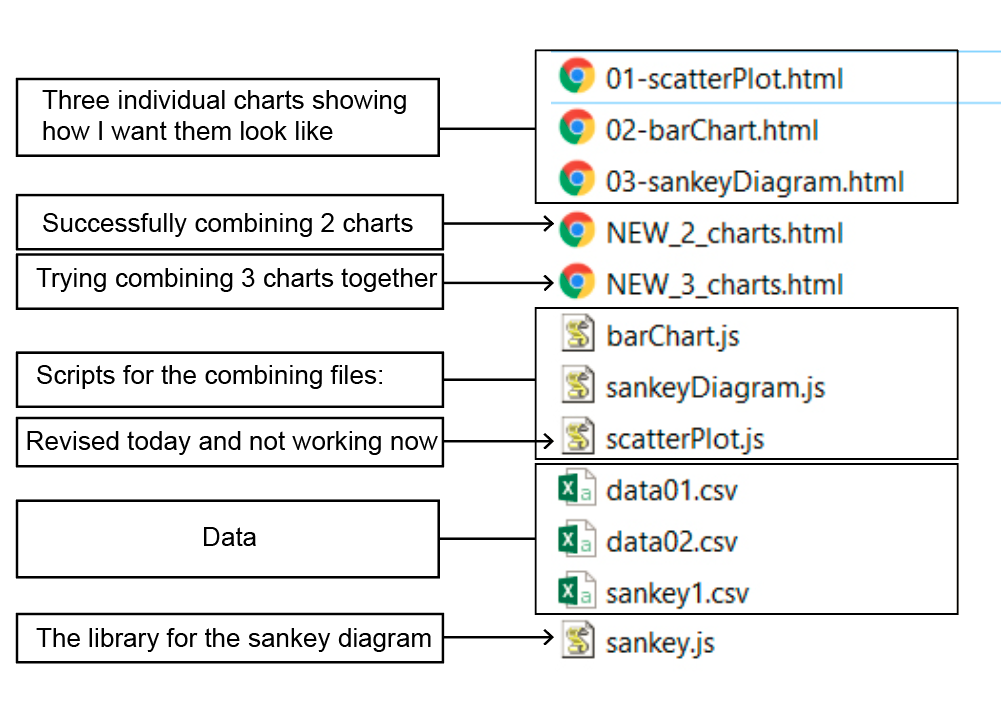 Three individual charts showing
how I want them look like
01-scatterPlot.html
02-barChart.html
03-sankeyDiagram.html
Successfully combining 2 charts
NEW_2_charts.html
Trying combining 3 charts together
NEW_3_charts.html
Scripts for the combining files:
barChart.js
sankeyDiagram.js
Revised today and not working now
scatterPlot.js
Data
data01.csv
data02.csv
sankey1.csv
The library for the sankey diagram
sankey.js